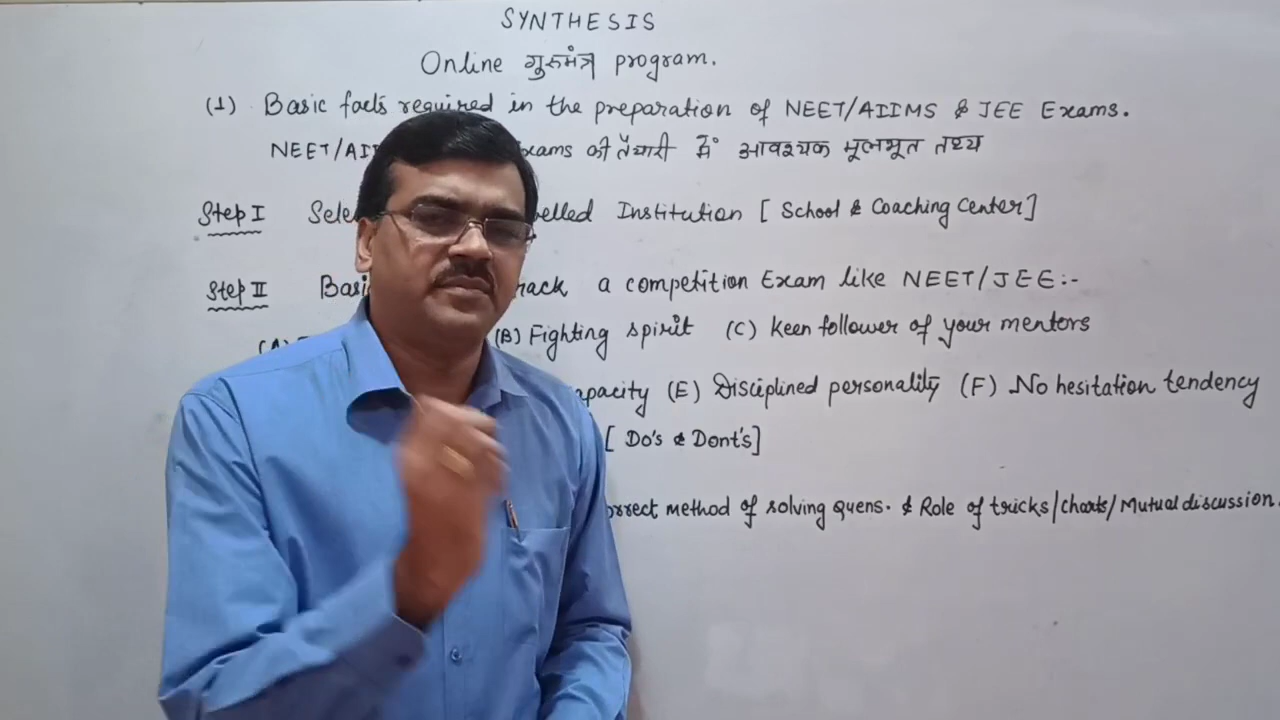 SYNTHESIS
Online गुरुमंत्र program.
(1) Basic facts required in the preparation of NEET/AIIMS & JEE Exams.
NEET/AI xams की तैयारी में आवश्यक मूलभूत तथ्य
Step I Sele velled Institution [School & Coaching Center]
Step II Basi rack a competition Exam like NEET/JEE:-
(A) (B) Fighting spirit (C) Keen follower of your mentors
apacity (E) Disciplined personality (F) No hesitation tendency
[Do's & Dont's]
orrect method of solving quens. & Role of tricks/charts/Mutual discussion.